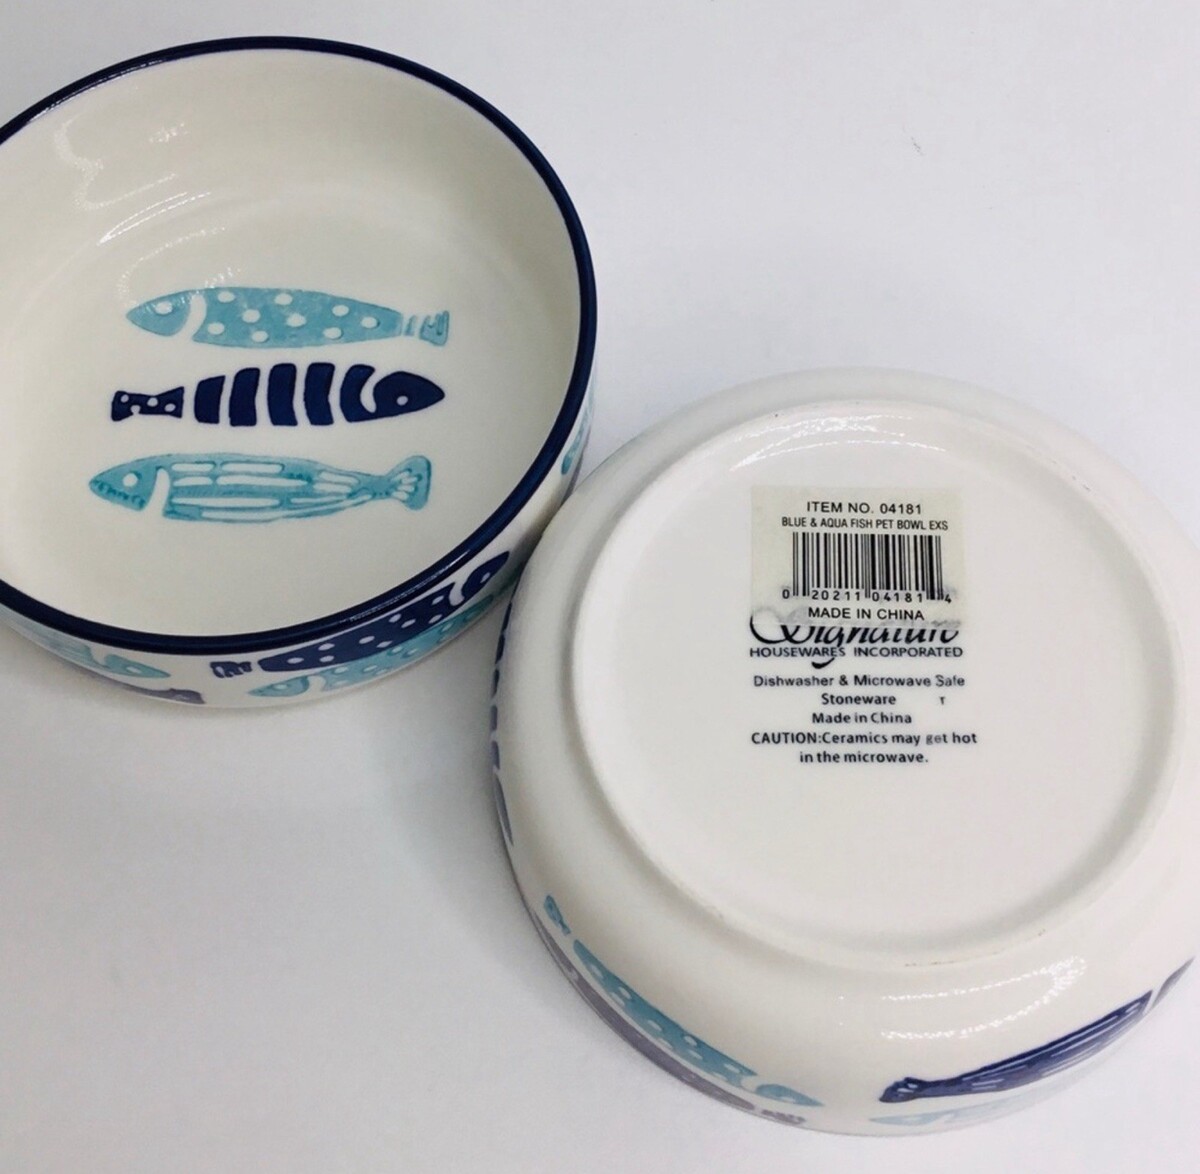 ITEM NO. 04181
BLUE & AQUA FISH PET BOWL EXS
0 20211 04181 4
MADE IN CHINA
Signature
HOUSEWARES INCORPORATED
Dishwasher & Microwave Safe
Stoneware T
Made in China
CAUTION:Ceramics may get hot
in the microwave.